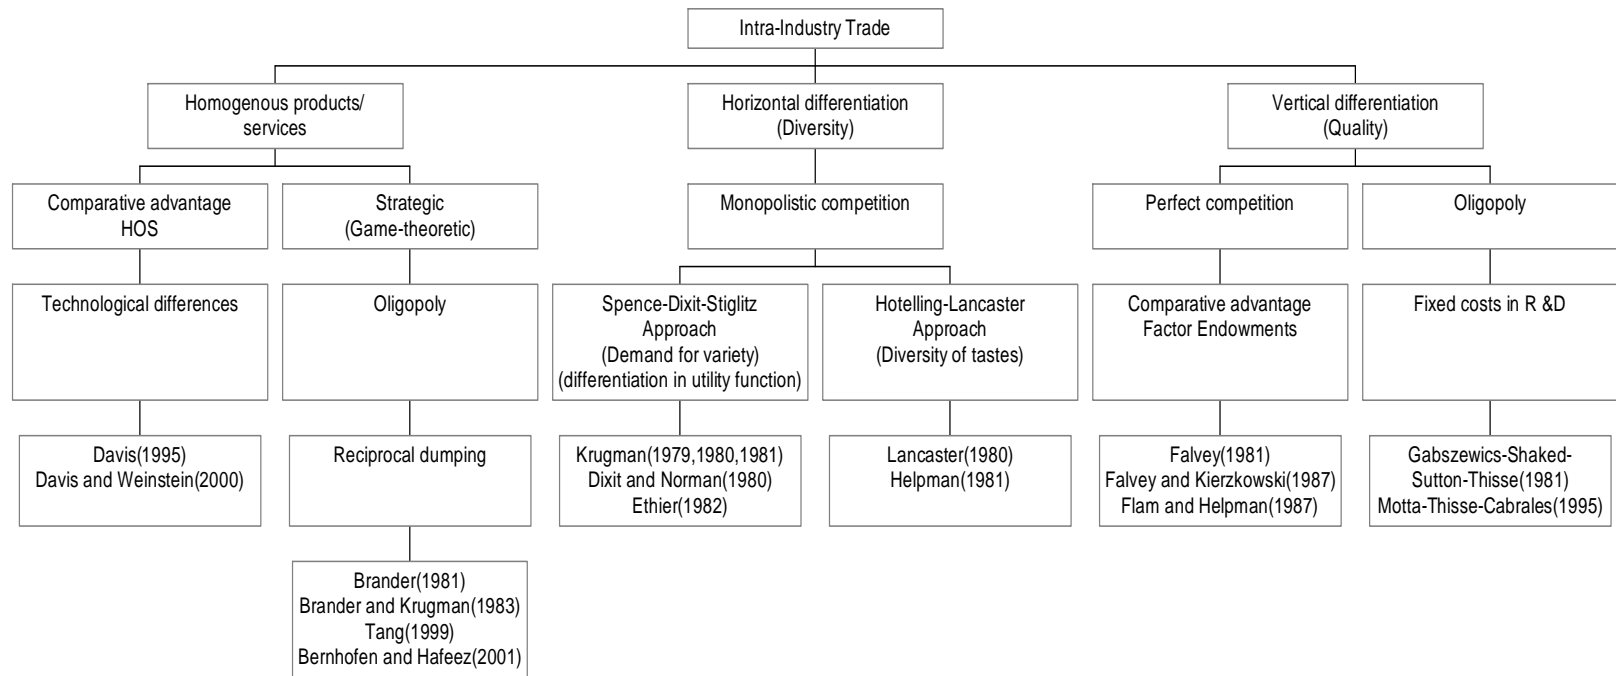 Intra-Industry Trade
Homogenous products/
services
Horizontal differentiation
(Diversity)
Vertical differentiation
(Quality)
Comparative advantage
HOS
Strategic
(Game-theoretic)
Monopolistic competition
Perfect competition
Oligopoly
Technological differences
Oligopoly
Spence-Dixit-Stiglitz
Approach
(Demand for variety)
(differentiation in utility function)
Hotelling-Lancaster
Approach
(Diversity of tastes)
Comparative advantage
Factor Endowments
Fixed costs in R &D
Davis(1995)
Davis and Weinstein(2000)
Reciprocal dumping
Krugman(1979,1980,1981)
Dixit and Norman(1980)
Ethier(1982)
Lancaster(1980)
Helpman(1981)
Falvey(1981)
Falvey and Kierzkowski(1987)
Flam and Helpman(1987)
Gabszewics-Shaked-
Sutton-Thisse(1981)
Motta-Thisse-Cabrales(1995)
Brander(1981)
Brander and Krugman(1983)
Tang(1999)
Bernhofen and Hafeez(2001)